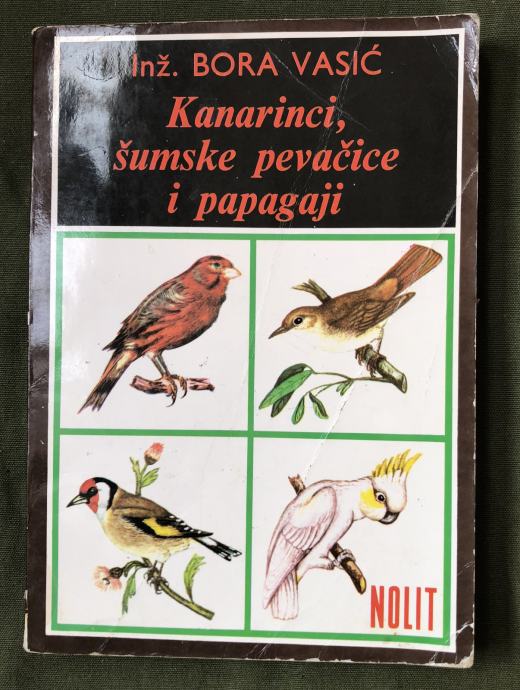 Inž. BORA VASIĆ
Kanarinci,
šumske pevačice
i papagaji
NOLIT